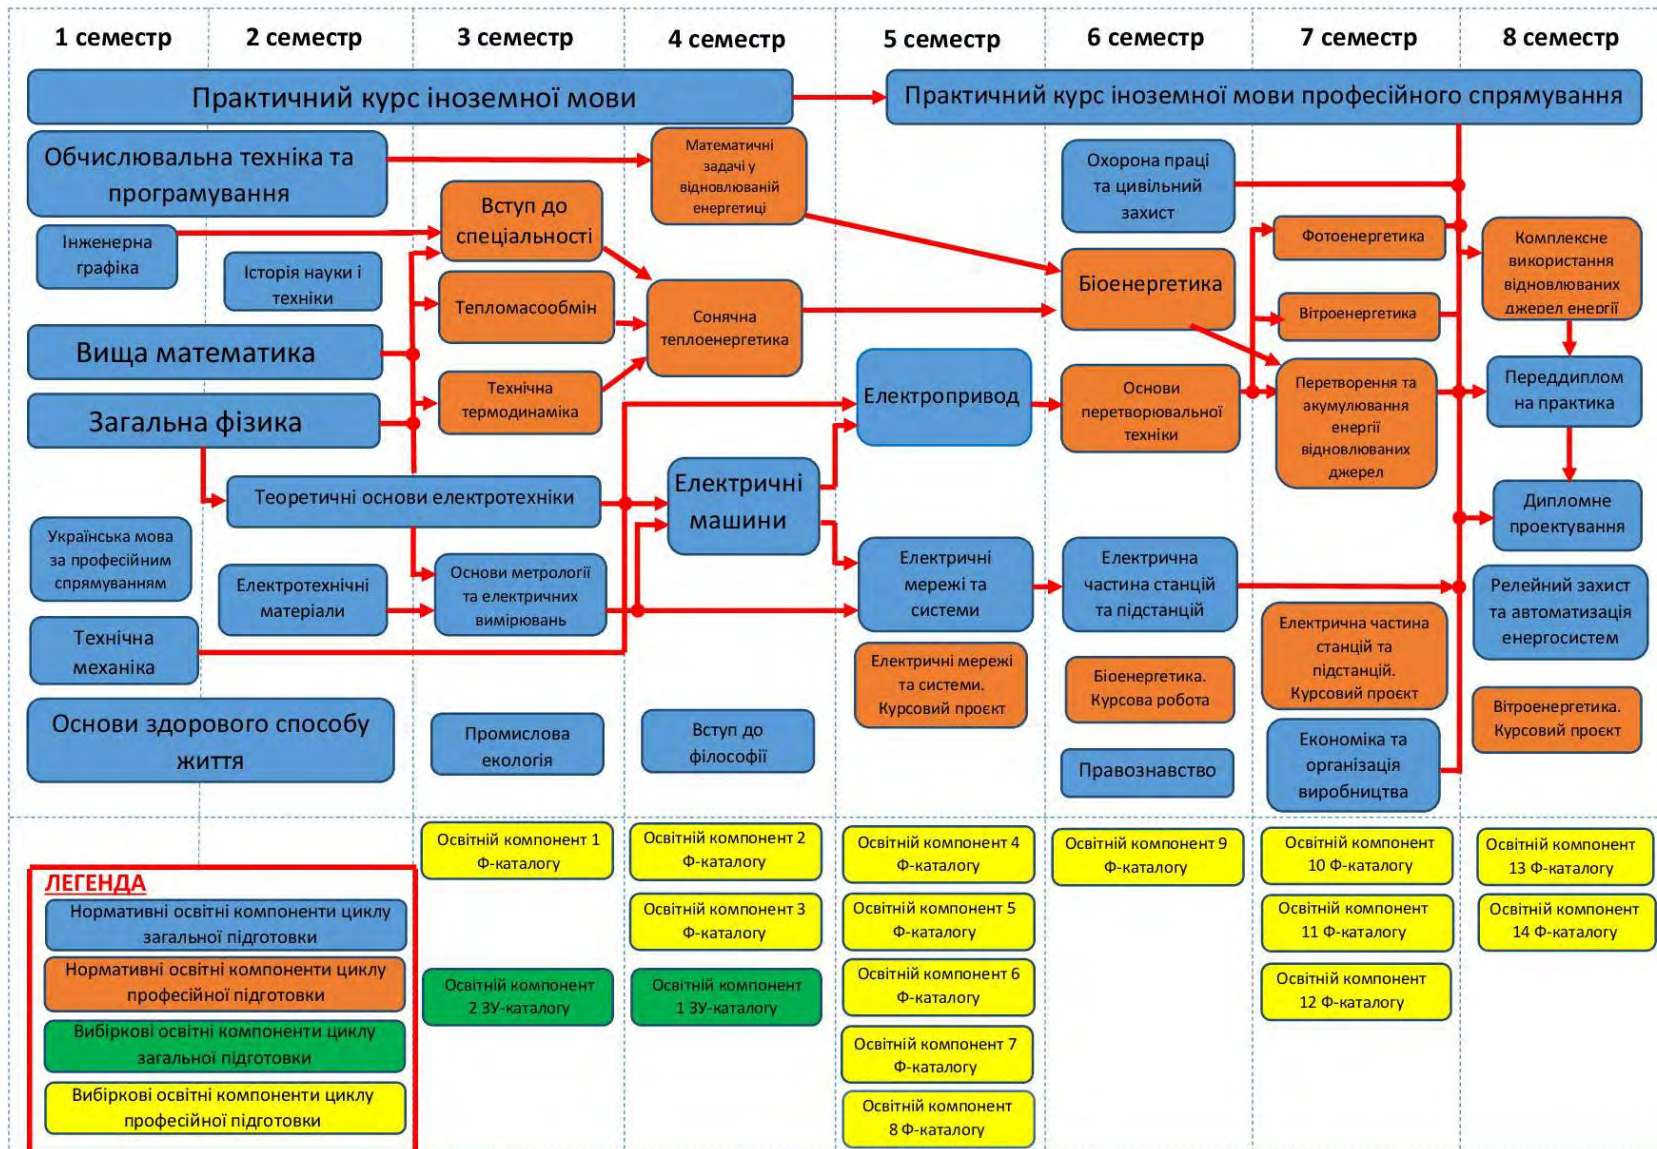 1 семестр
2 семестр
3 семестр
4 семестр
5 семестр
6 семестр
7 семестр
8 семестр
Практичний курс іноземної мови
Практичний курс іноземної мови професійного спрямування
Обчислювальна техніка та
програмування
Математичні
задачі у
відновлюваній
енергетиці
Охорона праці
та цивільний
захист
Інженерна
графіка
Історія науки і
техніки
Вступ до
спеціальності
Фотоенергетика
Комплексне
використання
відновлюваних
джерел енергії
Біоенергетика
Тепломасообмін
Сонячна
теплоенергетика
Вітроенергетика
Вища математика
Технічна
термодинаміка
Електропривод
Основи
перетворювальної
техніки
Перетворення та
акумулювання
енергії
відновлюваних
джерел
Переддиплом
на практика
Загальна фізика
Теоретичні основи електротехніки
Електричні
машини
Дипломне
проектування
Українська мова
за професійним
спрямуванням
Електротехнічні
матеріали
Основи метрології
та електричних
вимірювань
Електричні
мережі та
системи
Електрична
частина станцій
та підстанцій
Релейний захист
та автоматизація
енергосистем
Технічна
механіка
Електричні мережі
та системи.
Курсовий проєкт
Біоенергетика.
Курсова робота
Електрична частина
станцій та
підстанцій.
Курсовий проєкт
Вітроенергетика.
Курсовий проєкт
Основи здорового способу
життя
Промислова
екологія
Вступ до
філософії
Правознавство
Економіка та
організація
виробництва
Освітній компонент 1
Ф-каталогу
Освітній компонент 2
Ф-каталогу
Освітній компонент 4
Ф-каталогу
Освітній компонент 9
Ф-каталогу
Освітній компонент
10 Ф-каталогу
Освітній компонент
13 Ф-каталогу
Освітній компонент 3
Ф-каталогу
Освітній компонент 5
Ф-каталогу
Освітній компонент
11 Ф-каталогу
Освітній компонент
14 Ф-каталогу
Освітній компонент
2 ЗУ-каталогу
Освітній компонент
1 ЗУ-каталогу
Освітній компонент 6
Ф-каталогу
Освітній компонент
12 Ф-каталогу
Освітній компонент 7
Ф-каталогу
Освітній компонент
8 Ф-каталогу
ЛЕГЕНДА
Нормативні освітні компоненти циклу
загальної підготовки
Нормативні освітні компоненти циклу
професійної підготовки
Вибіркові освітні компоненти циклу
загальної підготовки
Вибіркові освітні компоненти циклу
професійної підготовки